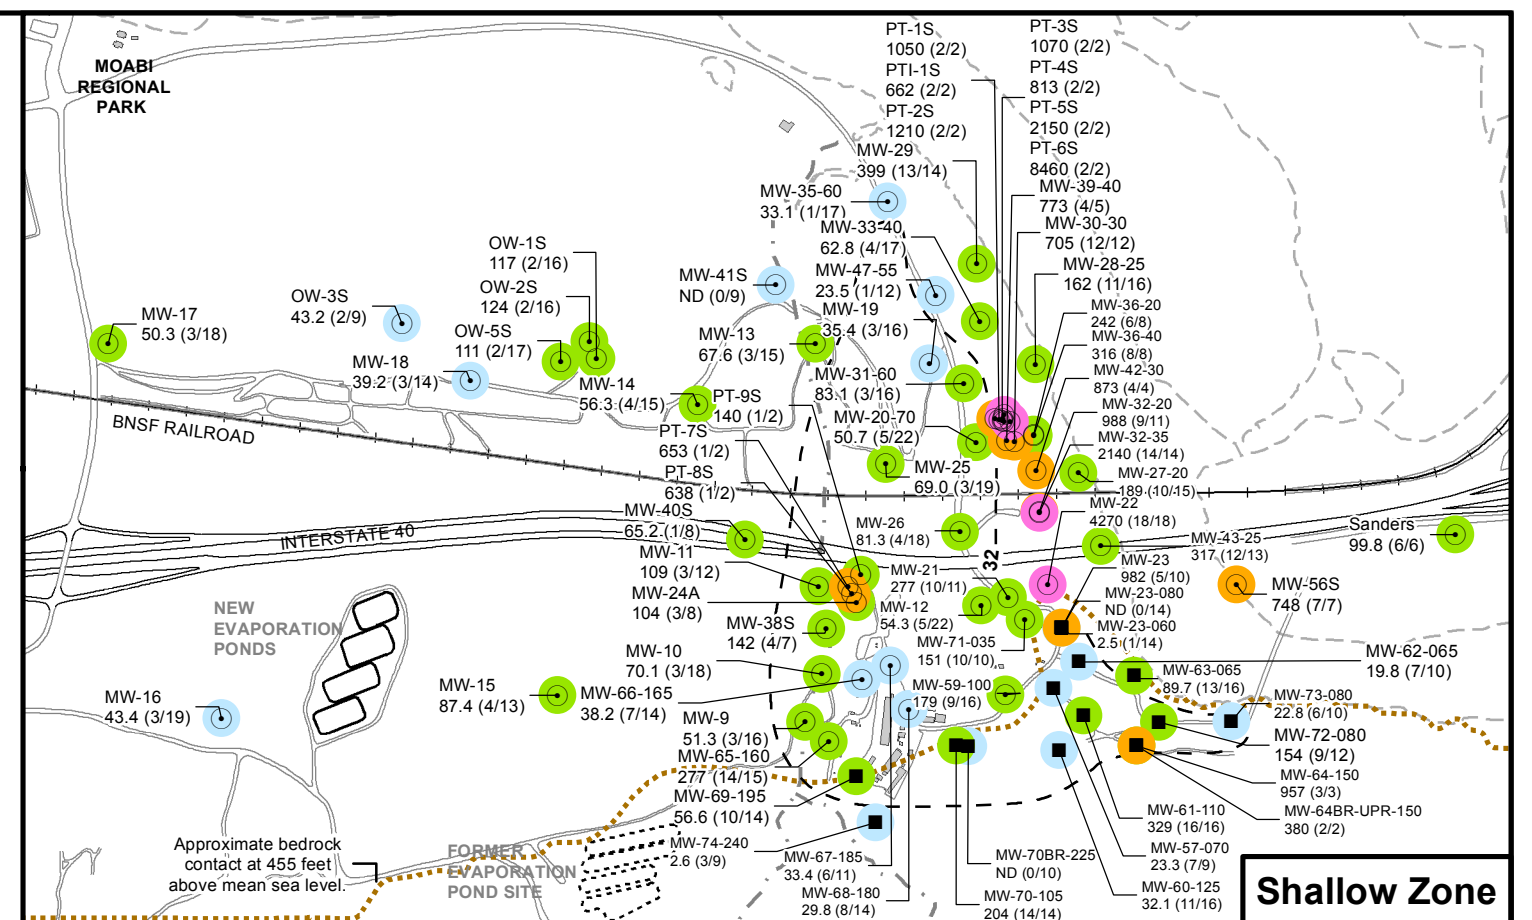 MOABI
REGIONAL
PARK
PT-1S
1050 (2/2)
PTI-1S
662 (2/2)
PT-2S
1210 (2/2)
PT-3S
1070 (2/2)
PT-4S
813 (2/2)
PT-5S
2150 (2/2)
PT-6S
8460 (2/2)
MW-29
399 (13/14)
MW-39-40
773 (4/5)
MW-35-60
33.1 (1/17)
MW-33-40
62.8 (4/17)
MW-30-30
705 (12/12)
OW-1S
117 (2/16)
MW-41S
ND (0/9)
MW-47-55
23.5 (1/12)
MW-28-25
162 (11/16)
OW-3S
43.2 (2/9)
OW-2S
124 (2/16)
MW-19
35.4 (3/16)
MW-36-20
242 (6/8)
MW-17
50.3 (3/18)
OW-5S
111 (2/17)
MW-13
67.6 (3/15)
MW-36-40
316 (8/8)
MW-18
39.2 (3/14)
MW-14
56.3 (4/15)
MW-31-60
83.1 (3/16)
MW-42-30
873 (4/4)
PT-9S
140 (1/2)
MW-20-70
50.7 (5/22)
MW-32-20
988 (9/11)
BNSF RAILROAD
PT-7S
653 (1/2)
MW-32-35
2140 (14/14)
PT-8S
638 (1/2)
MW-25
69.0 (3/19)
MW-27-20
189 (10/15)
MW-40S
65.2 (1/8)
MW-26
81.3 (4/18)
MW-22
4270 (18/18)
INTERSTATE 40
32
MW-43-25
317 (12/13)
Sanders
99.8 (6/6)
MW-11
109 (3/12)
MW-21
277 (10/11)
MW-23
982 (5/10)
MW-56S
748 (7/7)
MW-24A
104 (3/8)
MW-12
54.3 (5/22)
MW-23-080
ND (0/14)
NEW
EVAPORATION
PONDS
MW-38S
142 (4/7)
MW-71-035
151 (10/10)
MW-23-060
2.5 (1/14)
MW-10
70.1 (3/18)
MW-62-065
19.8 (7/10)
MW-15
87.4 (4/13)
MW-66-165
38.2 (7/14)
MW-59-100
179 (9/16)
MW-63-065
89.7 (13/16)
MW-16
43.4 (3/19)
MW-9
51.3 (3/16)
MW-73-080
22.8 (6/10)
MW-65-160
277 (14/15)
MW-72-080
154 (9/12)
MW-69-195
56.6 (10/14)
MW-64-150
957 (3/3)
MW-74-240
2.6 (3/9)
MW-61-110
329 (16/16)
MW-64BR-UPR-150
380 (2/2)
Approximate bedrock
contact at 455 feet
above mean sea level.
FORMER
EVAPORATION
POND SITE
MW-67-185
33.4 (6/11)
MW-70BR-225
ND (0/10)
MW-57-070
23.3 (7/9)
MW-68-180
29.8 (8/14)
MW-70-105
204 (14/14)
MW-60-125
32.1 (11/16)
Shallow Zone